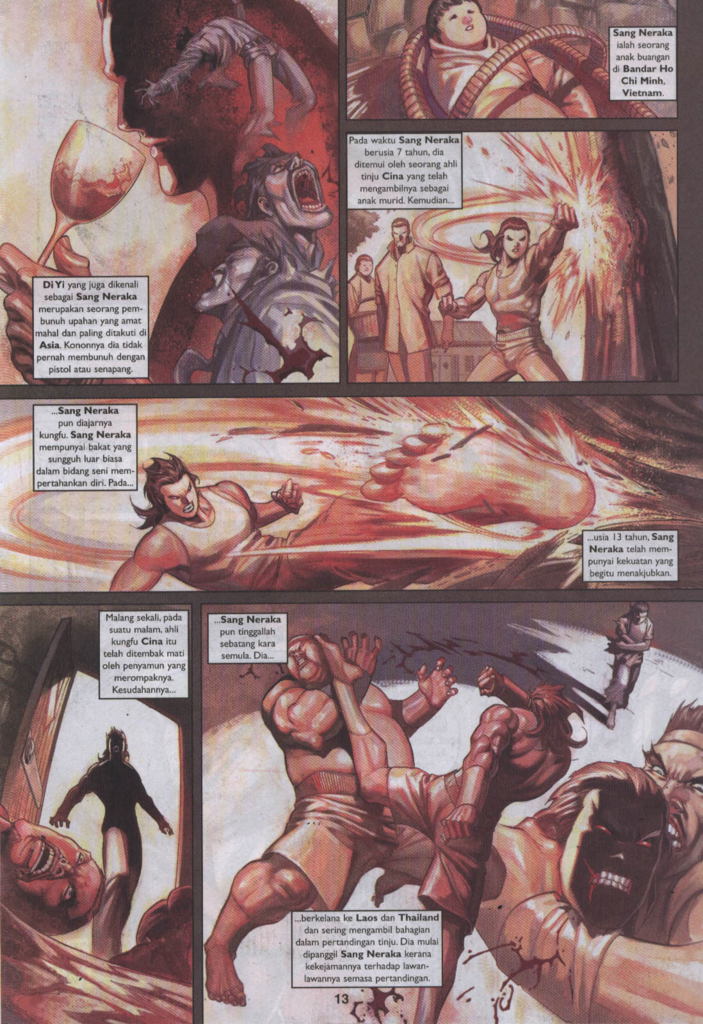 Di Yi yang juga dikenali
sebagai Sang Neraka
merupakan seorang pem-
bunuh upahan yang amat
mahal dan paling ditakuti di
Asia. Kononnya dia tidak
pernah membunuh dengan
pistol atau senapang.
Sang Neraka
ialah seorang
anak buangan
di Bandar Ho
Chi Minh,
Vietnam.
Pada waktu Sang Neraka
berusia 7 tahun, dia
ditemui oleh seorang ahli
tinju Cina yang telah
mengambilnya sebagai
anak murid. Kemudian...
...Sang Neraka
pun diajarnya
kungfu. Sang Neraka
mempunyai bakat yang
sungguh luar biasa
dalam bidang seni mem-
pertahankan diri. Pada...
...usia 13 tahun, Sang
Neraka telah mem-
punyai kekuatan yang
begitu menakjubkan.
Malang sekali, pada
suatu malam, ahli
kungfu Cina itu
telah ditembak mati
oleh penyamun yang
merompaknya.
Kesudahannya...
...Sang Neraka
pun tinggallah
sebatang kara
semula. Dia...
...berkelana ke Laos dan Thailand
dan sering mengambil bahagian
dalam pertandingan tinju. Dia mulai
dipanggil Sang Neraka kerana
kekejamannya terhadap lawan-
lawannya semasa pertandingan.
13